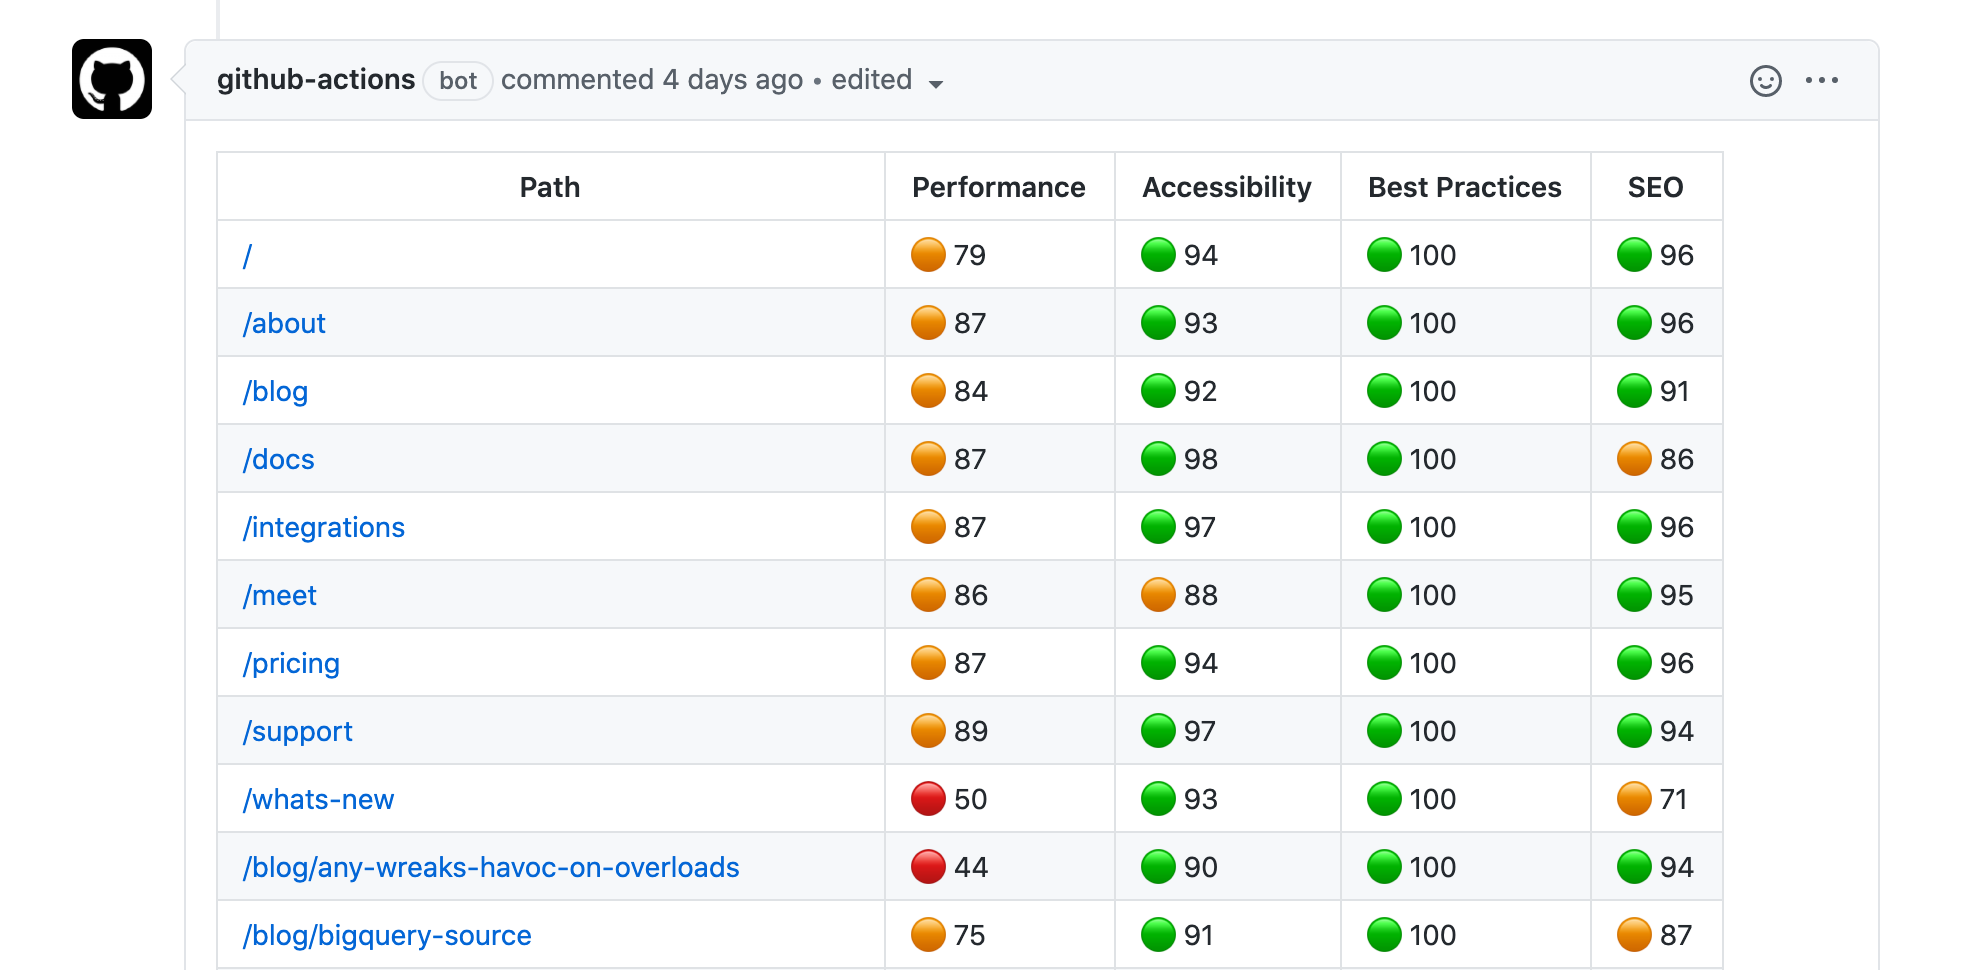 github-actions bot commented 4 days ago • edited
Path Performance Accessibility Best Practices SEO
/ 79 94 100 96
/about 87 93 100 96
/blog 84 92 100 91
/docs 87 98 100 86
/integrations 87 97 100 96
/meet 86 88 100 95
/pricing 87 94 100 96
/support 89 97 100 94
/whats-new 50 93 100 71
/blog/any-wreaks-havoc-on-overloads 44 90 100 94
/blog/bigquery-source 75 91 100 87